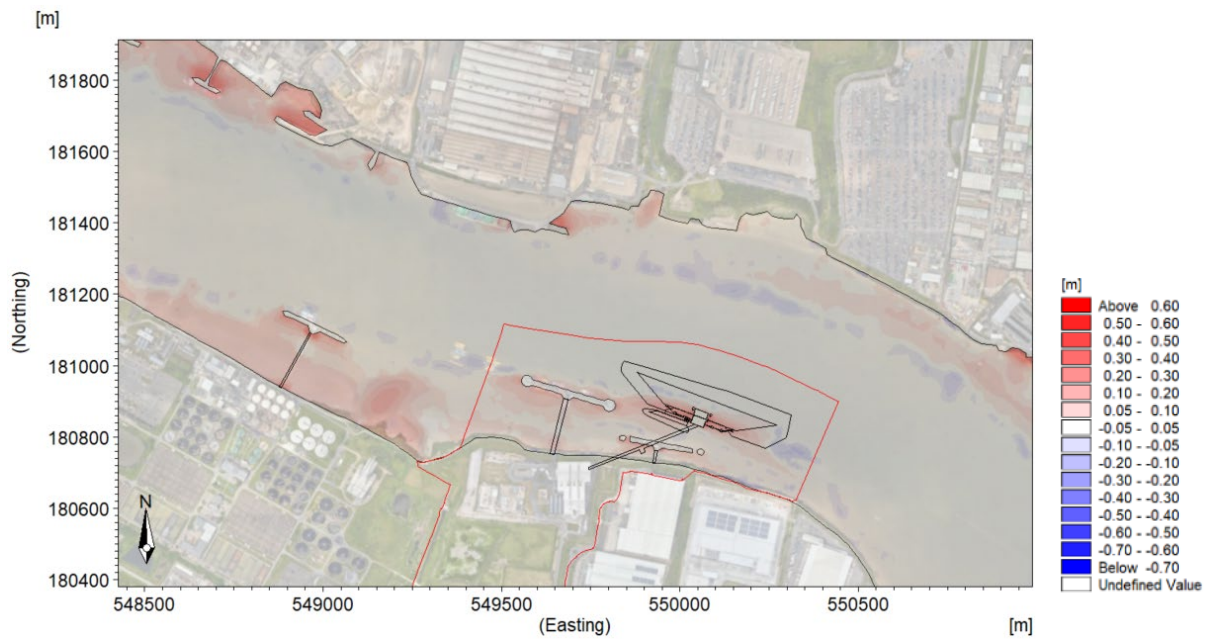 [m]
181800
181600
181400
181200
181000
180800
180600
180400
(Northing)
N
548500 549000 549500 550000 550500
(Easting) [m]
[m]
Above 0.60
0.50 - 0.60
0.40 - 0.50
0.30 - 0.40
0.20 - 0.30
0.10 - 0.20
0.05 - 0.10
-0.05 - 0.05
-0.10 - -0.05
-0.20 - -0.10
-0.30 - -0.20
-0.40 - -0.30
-0.50 - -0.40
-0.60 - -0.50
-0.70 - -0.60
Below -0.70
Undefined Value